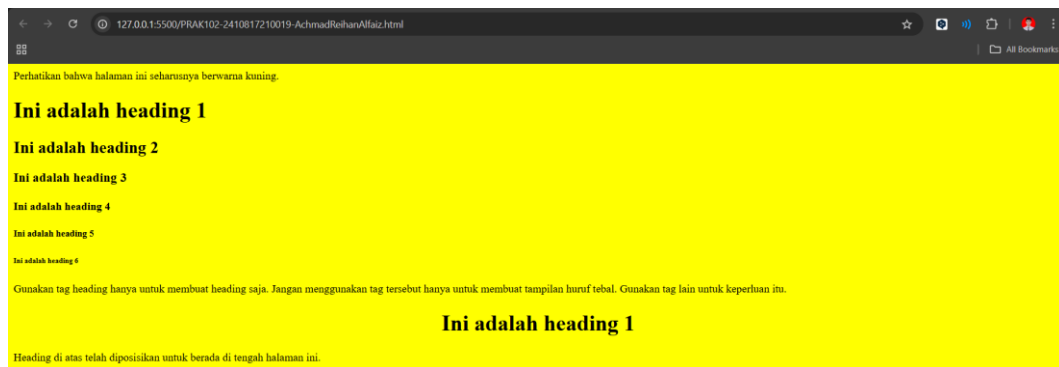 127.0.0.1:5500/PRAK102-2410817210019-AchmadReihanAlfaiz.html
All Bookmarks
Perhatikan bahwa halaman ini seharusnya berwarna kuning.
Ini adalah heading 1
Ini adalah heading 2
Ini adalah heading 3
Ini adalah heading 4
Ini adalah heading 5
Ini adalah heading 6
Gunakan tag heading hanya untuk membuat heading saja. Jangan menggunakan tag tersebut hanya untuk membuat tampilan huruf tebal. Gunakan tag lain untuk keperluan itu.
Ini adalah heading 1
Heading di atas telah diposisikan untuk berada di tengah halaman ini.